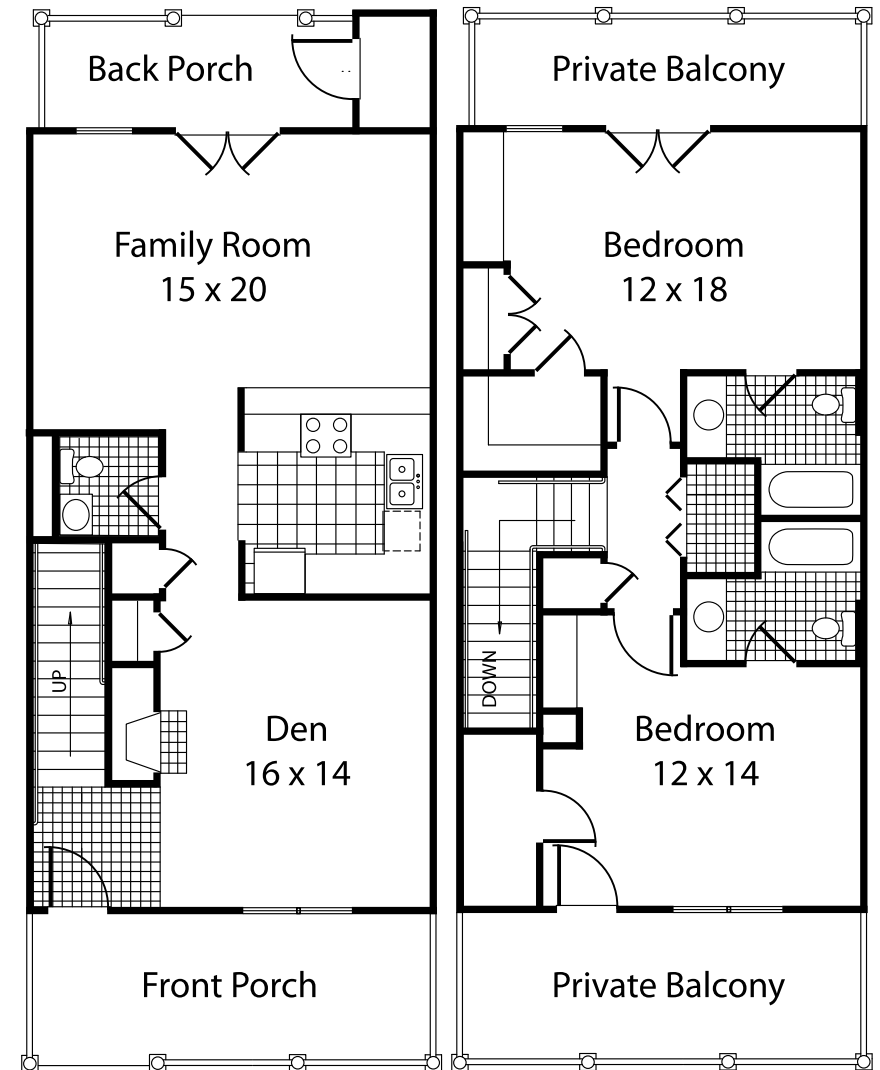 Back Porch
Family Room
15 x 20
UP
Den
16 x 14
Front Porch
Private Balcony
Bedroom
12 x 18
DOWN
Bedroom
12 x 14
Private Balcony